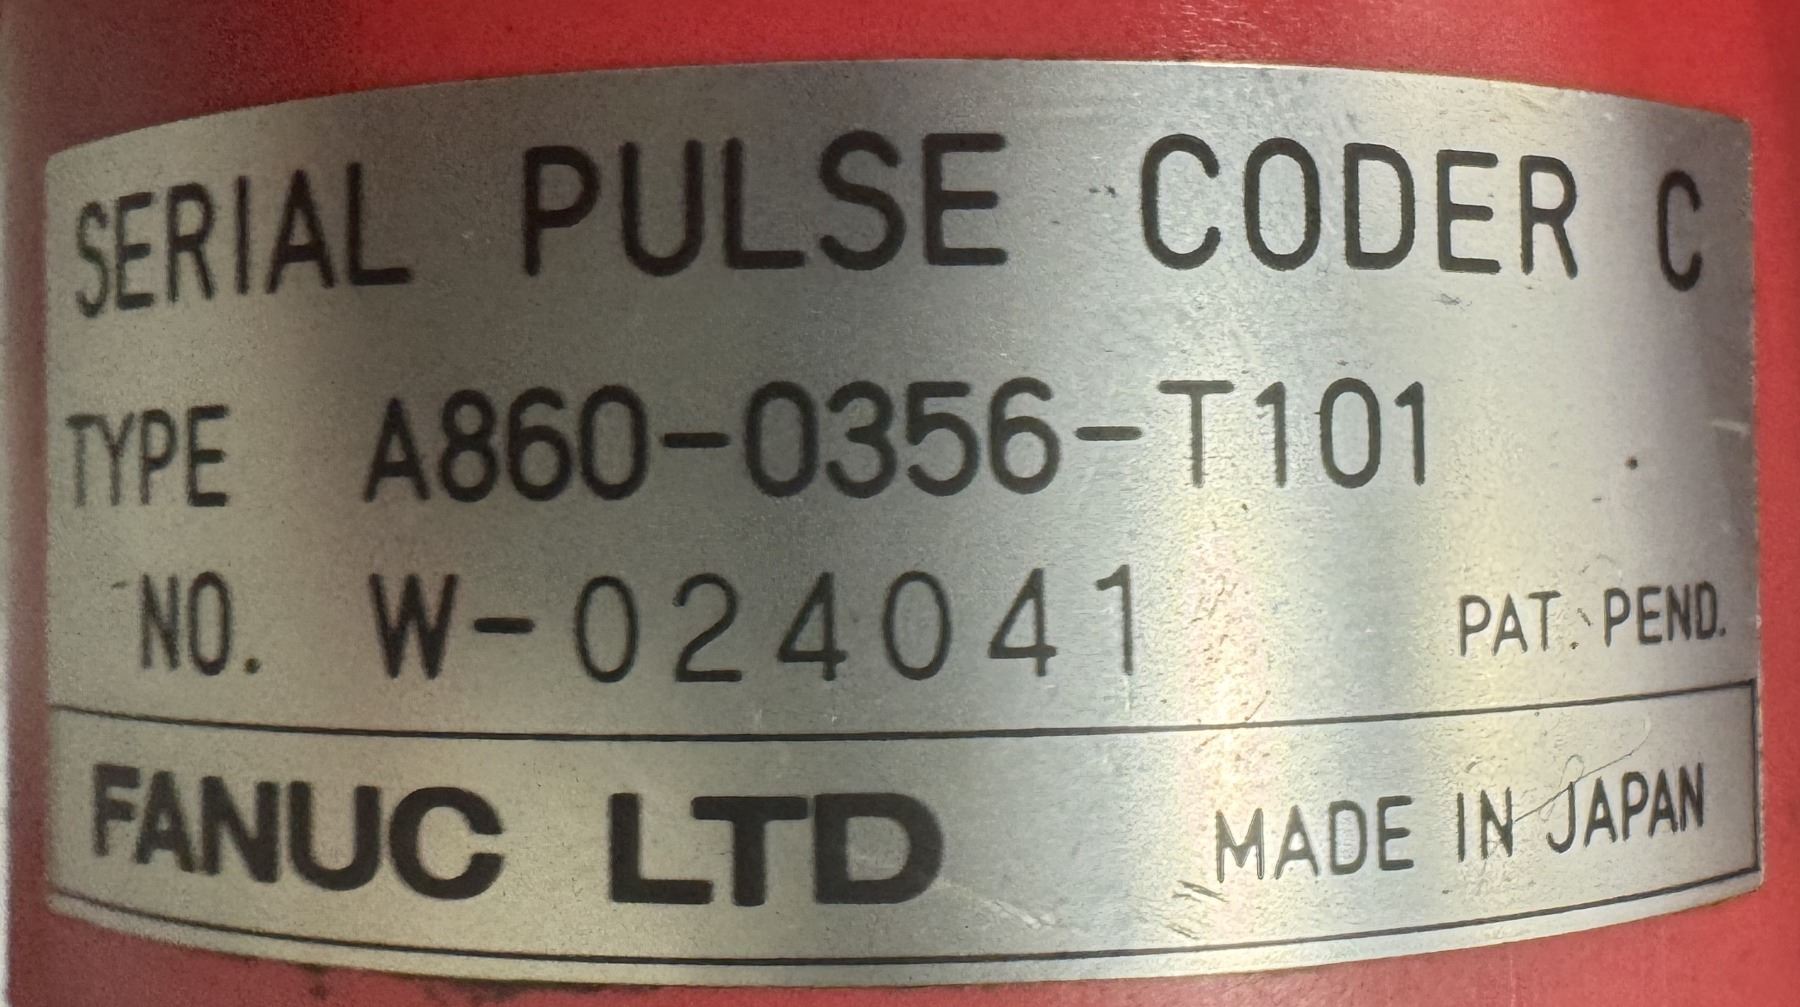 SERIAL PULSE CODER C
TYPE A860-0356-T101
NO. W-024041 PAT. PEND.
FANUC LTD MADE IN JAPAN